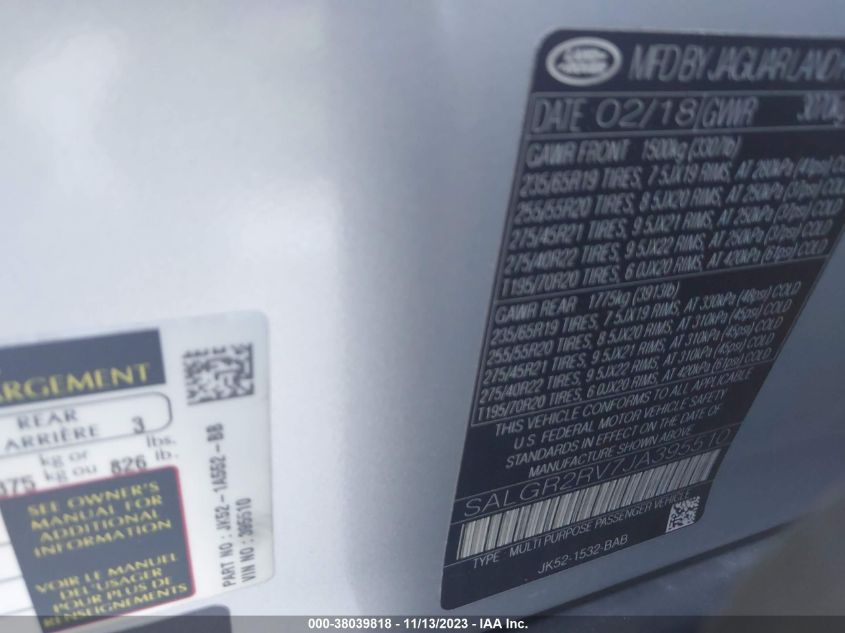 ARGEMENT
REAR
ARRIÈRE 3
kg or lbs.
375 kg ou 826 lb.
SEE OWNER'S
MANUAL FOR
ADDITIONAL
INFORMATION
VOIR LE MANUEL
DE L'USAGER
POUR PLUS DE
RENSEIGNEMENTS
PART NO: JK52-1A552-BB
VIN NO: 395510
LAND ROVER
MFD BY JAGUAR LAND R
DATE 02/18 GVWR 3070kg
GAWR FRONT 1500kg (3307lb)
235/65R19 TIRES, 7.5JX19 RIMS, AT 280kPa (41psi) CO
255/55R20 TIRES, 8.5JX20 RIMS, AT 250kPa (37psi) CO
275/45R21 TIRES, 9.5JX21 RIMS, AT 250kPa (37psi) COL
275/40R22 TIRES, 9.5JX22 RIMS, AT 250kPa (37psi) COLD
T195/70R20 TIRES, 6.0JX20 RIMS, AT 420kPa (61psi) COLD
GAWR REAR 1775kg (3913lb)
235/65R19 TIRES, 7.5JX19 RIMS, AT 330kPa (48psi) COLD
255/55R20 TIRES, 8.5JX20 RIMS, AT 310kPa (45psi) COLD
275/45R21 TIRES, 9.5JX21 RIMS, AT 310kPa (45psi) COLD
275/40R22 TIRES, 9.5JX22 RIMS, AT 310kPa (45psi) COLD
T195/70R20 TIRES, 6.0JX20 RIMS, AT 420kPa (61psi) COLD
THIS VEHICLE CONFORMS TO ALL APPLICABLE
U.S. FEDERAL MOTOR VEHICLE SAFETY
STANDARDS IN EFFECT ON THE DATE OF
MANUFACTURE SHOWN ABOVE.
SALGR2RV7JA395510
TYPE MULTI PURPOSE PASSENGER VEHICLE
JK52-1532-BAB
000-38039818 - 11/13/2023 - IAA Inc.